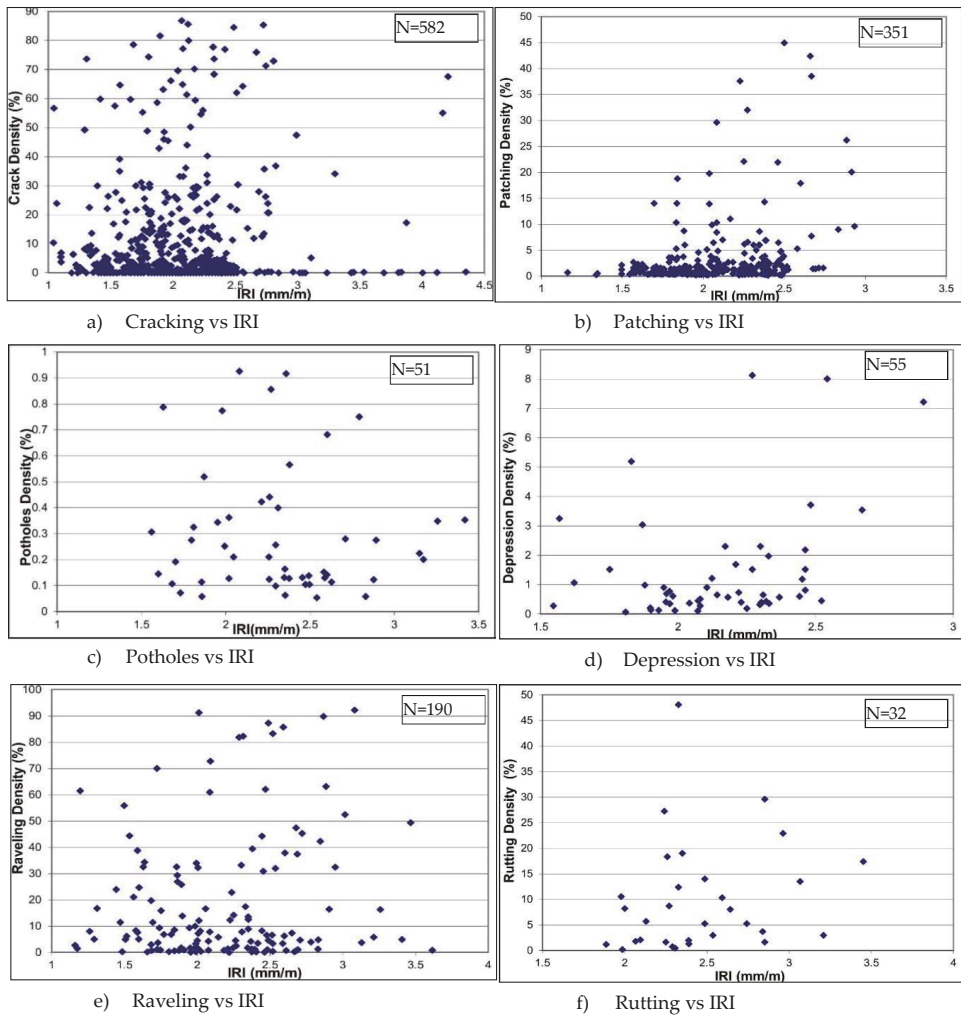 90
80
70
60
50
40
30
20
10
0
Crack Density (%)
N=582
1 1.5 2 2.5 3 3.5 4 4.5
IRI (mm/m)
a) Cracking vs IRI
50
45
40
35
30
25
20
15
10
5
0
Patching Density (%)
N=351
1 1.5 2 2.5 3 3.5
IRI (mm/m)
b) Patching vs IRI
1
0.9
0.8
0.7
0.6
0.5
0.4
0.3
0.2
0.1
0
Potholes Density (%)
N=51
1 1.5 2 2.5 3 3.5
IRI(mm/m)
c) Potholes vs IRI
9
8
7
6
5
4
3
2
1
0
Depression Density (%)
N=55
1.5 2 2.5 3
IRI (mm/m)
d) Depression vs IRI
100
90
80
70
60
50
40
30
20
10
0
Raveling Density (%)
N=190
1 1.5 2 2.5 3 3.5 4
IRI (mm/m)
e) Raveling vs IRI
50
45
40
35
30
25
20
15
10
5
0
Rutting Density (%)
N=32
1.5 2 2.5 3 3.5 4
IRI (mm/m)
f) Rutting vs IRI